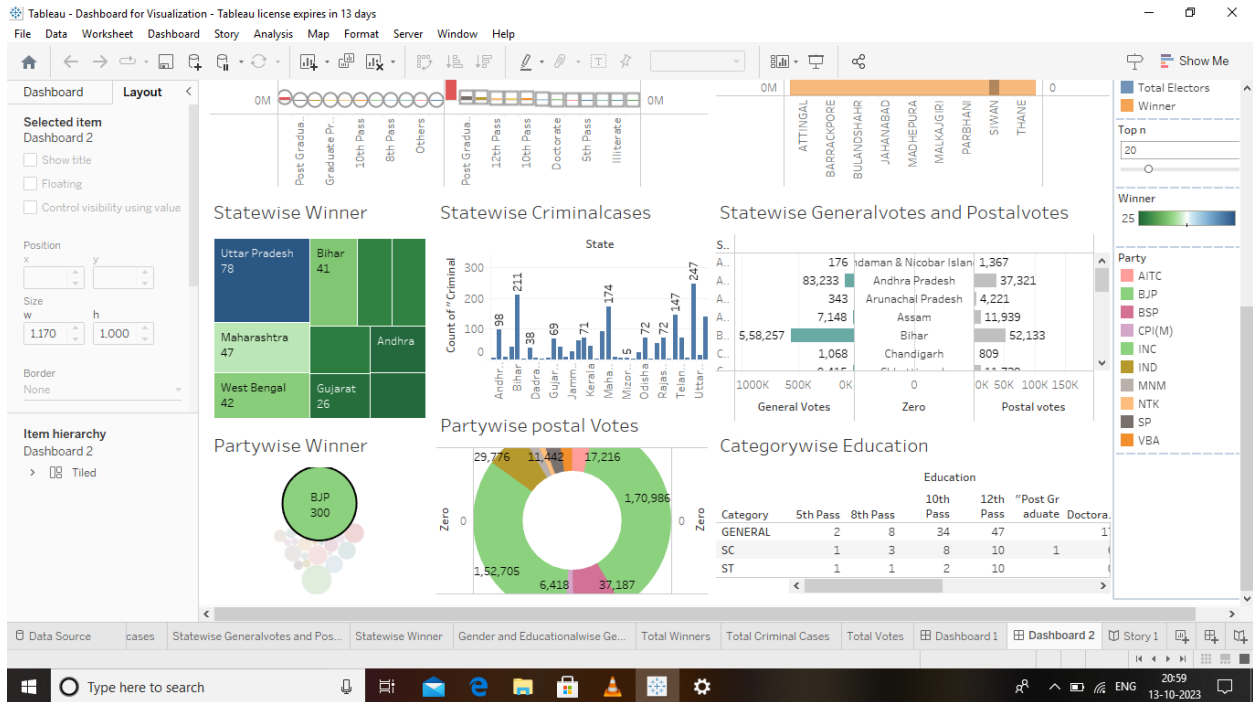 Tableau - Dashboard for Visualization - Tableau license expires in 13 days
File Data Worksheet Dashboard Story Analysis Map Format Server Window Help
Show Me
Dashboard Layout
Selected item
Dashboard 2
Show title
Floating
Control visibility using value
Position
x y
Size
w h
1,170 1,000
Border
None
Item hierarchy
Dashboard 2
Tiled
0M 0M
Post Gradua..
Graduate Pr..
10th Pass
8th Pass
Others
Post Gradua..
12th Pass
10th Pass
Doctorate
5th Pass
Illiterate
0M 0
ATTINGAL
BARRACKPORE
BULANDSHAHR
JAHANABAD
MADHEPURA
MALKAJGIRI
PARBHANI
SIWAN
THANE
Statewise Winner
Uttar Pradesh
78
Bihar
41
Maharashtra
47
Andhra
West Bengal
42
Gujarat
26
Statewise Criminalcases
State
Count of "Criminal
300
200
100
0
98 211 38 69 71 174 5 72 72 147 247
Andhr..
Bihar
Dadra..
Gujar..
Jamm..
Kerala
Maha..
Mizor..
Odisha
Rajas..
Telan..
Uttar..
Statewise Generalvotes and Postalvotes
S..
A.. 176 ndaman & Nicobar Islan 1,367
A.. 83,233 Andhra Pradesh 37,321
A.. 343 Arunachal Pradesh 4,221
A.. 7,148 Assam 11,939
B.. 5,58,257 Bihar 52,133
C.. 1,068 Chandigarh 809
1000K 500K 0K 0 0K 50K 100K 150K
General Votes Zero Postal votes
Partywise Winner
BJP
300
Partywise postal Votes
29,776 11,442 17,216
1,70,986
Zero 0 0 Zero
1,52,705
6,418 37,187
Categorywise Education
Education
Category 5th Pass 8th Pass 10th Pass 12th Pass "Post Gr aduate Doctora.
GENERAL 2 8 34 47
SC 1 3 8 10 1
ST 1 1 2 10
Total Electors
Winner
Top n
20
Winner
25
Party
AITC
BJP
BSP
CPI(M)
INC
IND
MNM
NTK
SP
VBA
Data Source cases Statewise Generalvotes and Pos... Statewise Winner Gender and Educationalwise Ge... Total Winners Total Criminal Cases Total Votes Dashboard 1 Dashboard 2 Story 1
Type here to search
ENG
20:59
13-10-2023